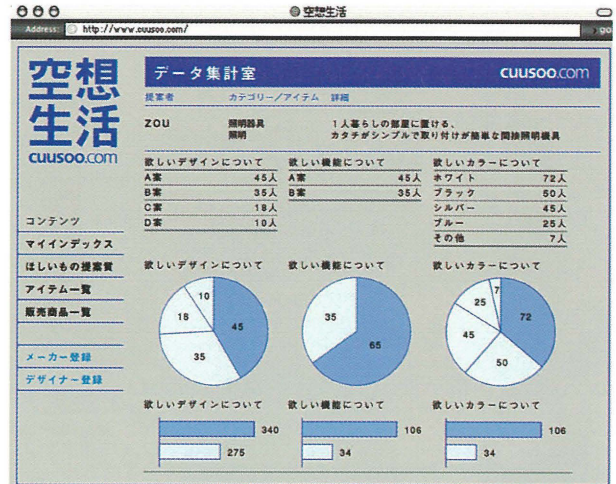 空想生活
Address: http://www.cuusoo.com/
go
空想
生活
cuusoo.com
データ集計室
cuusoo.com
提案者 カテゴリー/アイテム 詳細
zou 照明器具 1人暮らしの部屋に置ける、
照明 カタチがシンプルで取り付けが簡単な間接照明機具
欲しいデザインについて
A案 45人
B案 35人
C案 18人
D案 10人
欲しい機能について
A案 45人
B案 35人
欲しいカラーについて
ホワイト 72人
ブラック 50人
シルバー 45人
ブルー 25人
その他 7人
コンテンツ
マイインデックス
ほしいもの提案質
アイテム一覧
販売商品一覧
メーカー登録
デザイナー登録
欲しいデザインについて
10
18
45
35
欲しい機能について
35
65
欲しいカラーについて
7
25
72
45
50
欲しいデザインについて
340
275
欲しい機能について
106
34
欲しいカラーについて
106
34